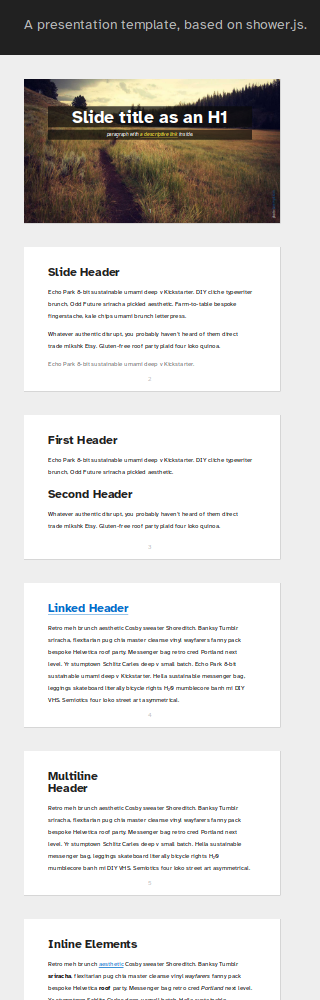 A presentation template, based on shower.js.
Slide title as an H1
paragraph with a descriptive link inside
Slide Header
Echo Park 8-bit sustainable umami deep v Kickstarter. DIY cliche typewriter
brunch. Odd Future sriracha pickled aesthetic. Farm-to-table bespoke
fingerstache, kale chips umami brunch letterpress.
Whatever authentic disrupt, you probably haven't heard of them direct
trade mlkshk Etsy. Gluten-free roof party plaid four loko quinoa.
Echo Park 8-bit sustainable umami deep v Kickstarter.
2
First Header
Echo Park 8-bit sustainable umami deep v Kickstarter. DIY cliche typewriter
brunch. Odd Future sriracha pickled aesthetic.
Second Header
Whatever authentic disrupt, you probably haven't heard of them direct
trade mlkshk Etsy. Gluten-free roof party plaid four loko quinoa.
3
Linked Header
Retro meh brunch aesthetic Cosby sweater Shoreditch. Banksy Tumblr
sriracha, flexitarian pug chia master cleanse vinyl wayfarers fanny pack
bespoke Helvetica roof party. Messenger bag retro cred Portland next
level. Yr stumptown Schlitz Carles deep v small batch. Echo Park 8-bit
sustainable umami deep v Kickstarter. Hella sustainable messenger bag,
leggings skateboard literally bicycle rights H₂0 mumblecore banh mi DIY
VHS. Semiotics four loko street art asymmetrical.
4
Multiline
Header
Retro meh brunch aesthetic Cosby sweater Shoreditch. Banksy Tumblr
sriracha, flexitarian pug chia master cleanse vinyl wayfarers fanny pack
bespoke Helvetica roof party. Messenger bag retro cred Portland next
level. Yr stumptown Schlitz Carles deep v small batch. Hella sustainable
messenger bag, leggings skateboard literally bicycle rights H₂0
mumblecore banh mi DIY VHS. Semiotics four loko street art asymmetrical.
5
Inline Elements
Retro meh brunch aesthetic Cosby sweater Shoreditch. Banksy Tumblr
sriracha, flexitarian pug chia master cleanse vinyl wayfarers fanny pack
bespoke Helvetica roof party. Messenger bag retro cred Portland next level.